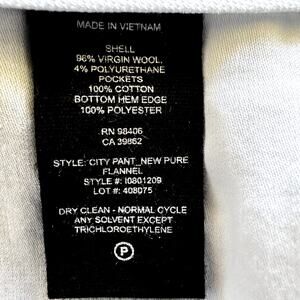 MADE IN VIETNAM
SHELL
96% VIRGIN WOOL,
4% POLYURETHANE
POCKETS
100% COTTON
BOTTOM HEM EDGE
100% POLYESTER
RN 98406
CA 39862
STYLE: CITY PANT_NEW PURE
FLANNEL
STYLE #: I0801209
LOT #: 408075
DRY CLEAN - NORMAL CYCLE
ANY SOLVENT EXCEPT
TRICHLOROETHYLENE
P